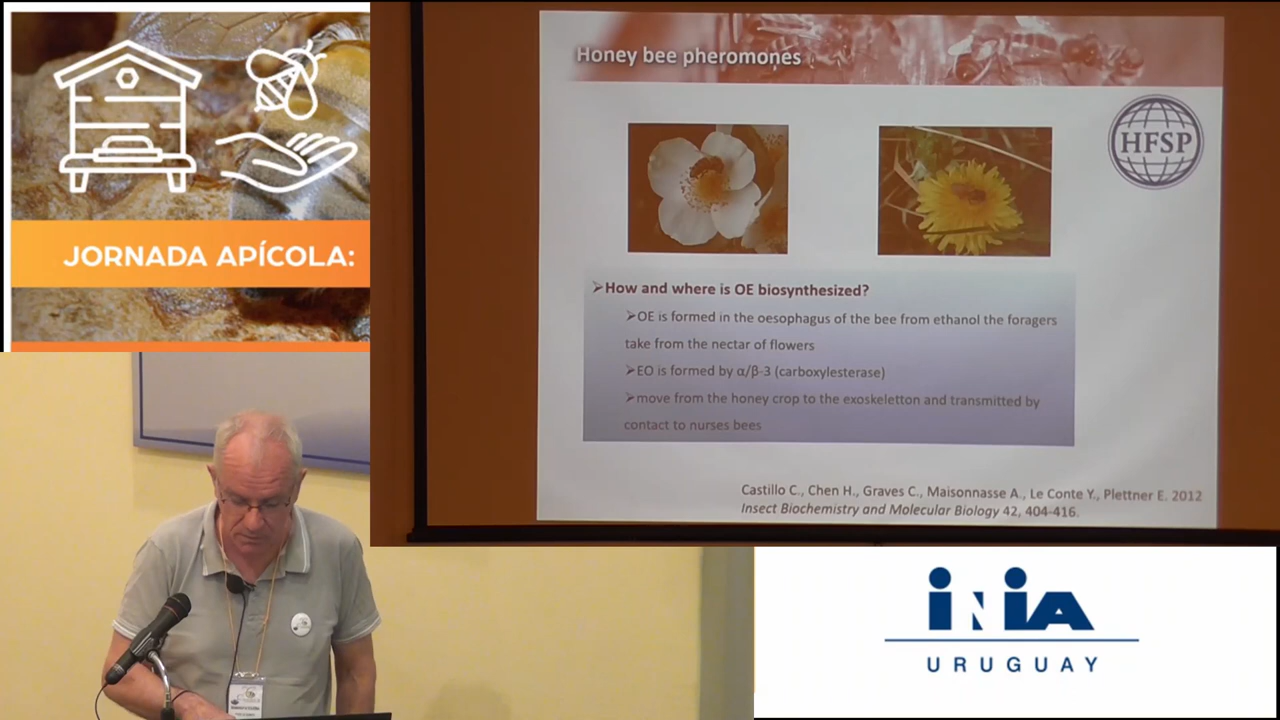 JORNADA APÍCOLA:
Honey bee pheromones
HFSP
➢How and where is OE biosynthesized?
➢OE is formed in the oesophagus of the bee from ethanol the foragers
take from the nectar of flowers
➢EO is formed by α/β-3 (carboxylesterase)
➢move from the honey crop to the exoskeletton and transmitted by
contact to nurses bees
Castillo C., Chen H., Graves C., Maisonnasse A., Le Conte Y., Plettner E. 2012
Insect Biochemistry and Molecular Biology 42, 404-416.
INIA
URUGUAY